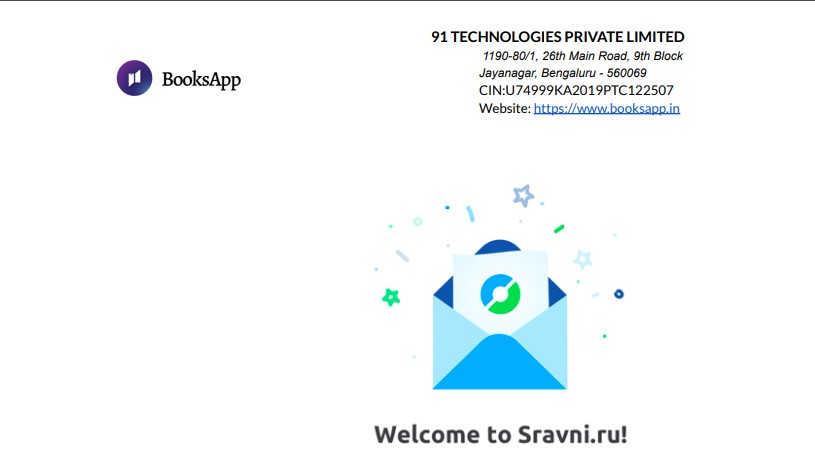 91 TECHNOLOGIES PRIVATE LIMITED
1190-80/1, 26th Main Road, 9th Block
Jayanagar, Bengaluru - 560069
CIN:U74999KA2019PTC122507
Website: https://www.booksapp.in
BooksApp
Welcome to Sravni.ru!